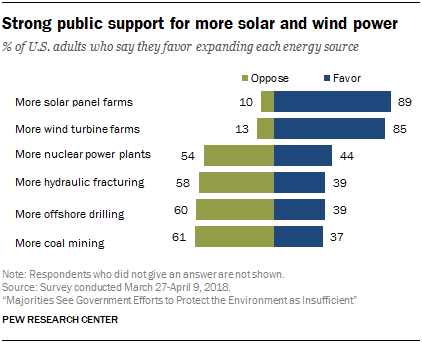 Strong public support for more solar and wind power
% of U.S. adults who say they favor expanding each energy source
Oppose Favor
More solar panel farms 10 89
More wind turbine farms 13 85
More nuclear power plants 54 44
More hydraulic fracturing 58 39
More offshore drilling 60 39
More coal mining 61 37
Note: Respondents who did not give an answer are not shown.
Source: Survey conducted March 27-April 9, 2018.
“Majorities See Government Efforts to Protect the Environment as Insufficient”
PEW RESEARCH CENTER